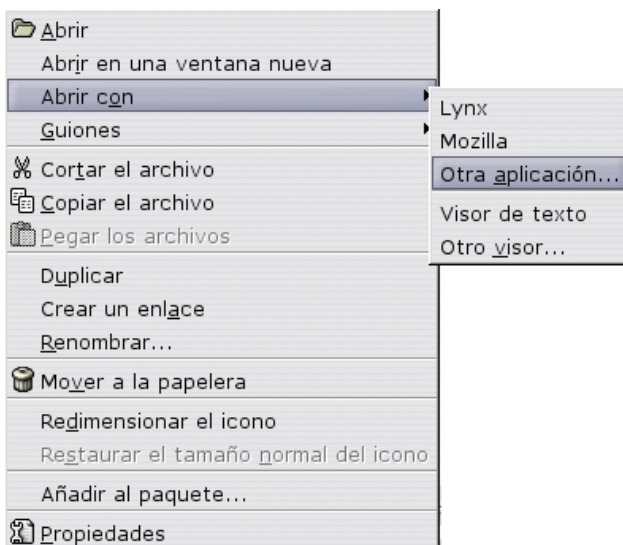 Abrir
Abrir en una ventana nueva
Abrir con
Guiones
Cortar el archivo
Copiar el archivo
Pegar los archivos
Duplicar
Crear un enlace
Renombrar...
Mover a la papelera
Redimensionar el icono
Restaurar el tamaño normal del icono
Añadir al paquete...
Propiedades
Lynx
Mozilla
Otra aplicación...
Visor de texto
Otro visor...